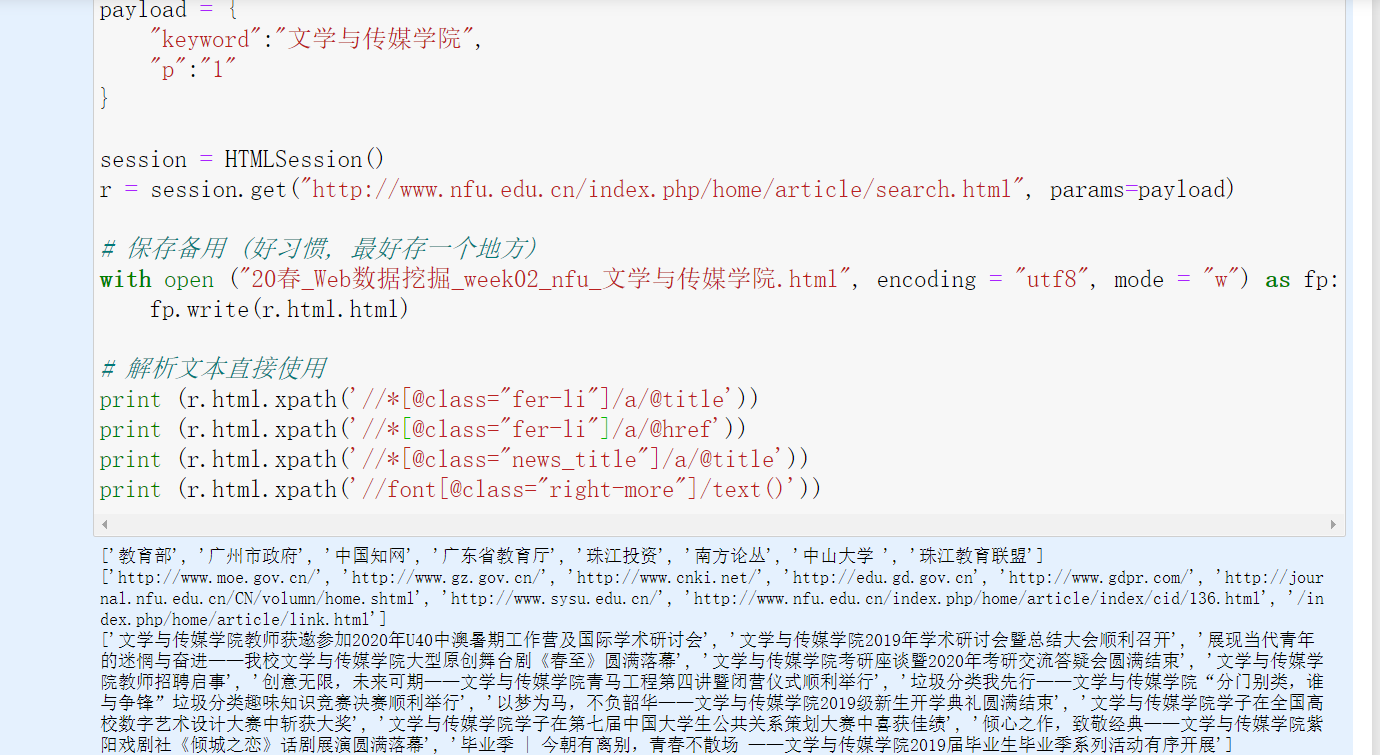 payload = {
"keyword":"文学与传媒学院",
"p":"1"
}
session = HTMLSession()
r = session.get("http://www.nfu.edu.cn/index.php/home/article/search.html", params=payload)
# 保存备用 (好习惯, 最好存一个地方)
with open ("20春_Web数据挖掘_week02_nfu_文学与传媒学院.html", encoding = "utf8", mode = "w") as fp:
fp.write(r.html.html)
# 解析文本直接使用
print (r.html.xpath('//*[@class="fer-li"]/a/@title'))
print (r.html.xpath('//*[@class="fer-li"]/a/@href'))
print (r.html.xpath('//*[@class="news_title"]/a/@title'))
print (r.html.xpath('//font[@class="right-more"]/text()'))
['教育部', '广州市政府', '中国知网', '广东省教育厅', '珠江投资', '南方论丛', '中山大学 ', '珠江教育联盟']
['http://www.moe.gov.cn/', 'http://www.gz.gov.cn/', 'http://www.cnki.net/', 'http://edu.gd.gov.cn', 'http://www.gdpr.com/', 'http://jour
nal.nfu.edu.cn/CN/volumn/home.shtml', 'http://www.sysu.edu.cn/', 'http://www.nfu.edu.cn/index.php/home/article/index/cid/136.html', '/in
dex.php/home/article/link.html']
['文学与传媒学院教师获邀参加2020年U40中澳暑期工作营及国际学术研讨会', '文学与传媒学院2019年学术研讨会暨总结大会顺利召开', '展现当代青年
的迷惘与奋进——我校文学与传媒学院大型原创舞台剧《春至》圆满落幕', '文学与传媒学院考研座谈暨2020年考研交流答疑会圆满结束', '文学与传媒学
院教师招聘启事', '创意无限，未来可期——文学与传媒学院青马工程第四讲暨闭营仪式顺利举行', '垃圾分类我先行——文学与传媒学院“分门别类，谁
与争锋”垃圾分类趣味知识竞赛决赛顺利举行', '以梦为马，不负韶华——文学与传媒学院2019级新生开学典礼圆满结束', '文学与传媒学院学子在全国高
校数字艺术设计大赛中斩获大奖', '文学与传媒学院学子在第七届中国大学生公共关系策划大赛中喜获佳绩', '倾心之作，致敬经典——文学与传媒学院紫
阳戏剧社《倾城之恋》话剧展演圆满落幕', '毕业季 | 今朝有离别，青春不散场 ——文学与传媒学院2019届毕业生毕业季系列活动有序开展']